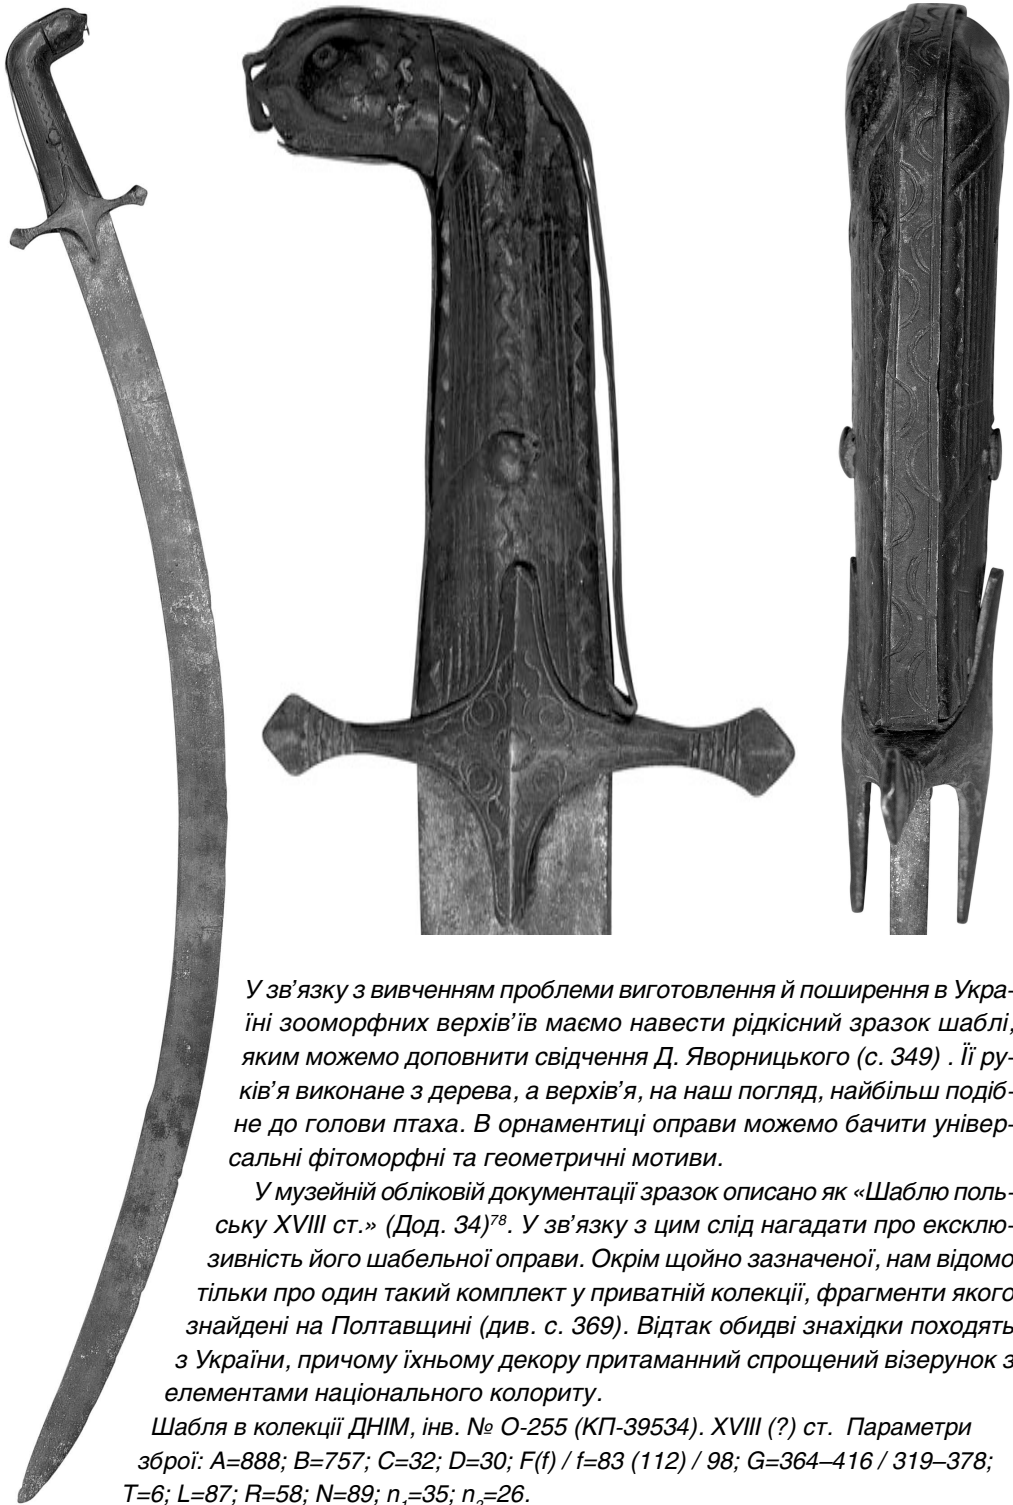 У зв’язку з вивченням проблеми виготовлення й поширення в Укра-
їні зооморфних верхів’їв маємо навести рідкісний зразок шаблі,
яким можемо доповнити свідчення Д. Яворницького (с. 349) . Її ру-
ків’я виконане з дерева, а верхів’я, на наш погляд, найбільш подіб-
не до голови птаха. В орнаментиці оправи можемо бачити універ-
сальні фітоморфні та геометричні мотиви.
У музейній обліковій документації зразок описано як «Шаблю поль-
ську XVIII ст.» (Дод. 34)⁷⁸. У зв’язку з цим слід нагадати про ексклю-
зивність його шабельної оправи. Окрім щойно зазначеної, нам відомо
тільки про один такий комплект у приватній колекції, фрагменти якого
знайдені на Полтавщині (див. с. 369). Відтак обидві знахідки походять
з України, причому їхньому декору притаманний спрощений візерунок з
елементами національного колориту.
Шабля в колекції ДНІМ, інв. № О-255 (КП-39534). XVIII (?) ст. Параметри
зброї: A=888; B=757; C=32; D=30; F(f) / f=83 (112) / 98; G=364–416 / 319–378;
T=6; L=87; R=58; N=89; n₁=35; n₂=26.